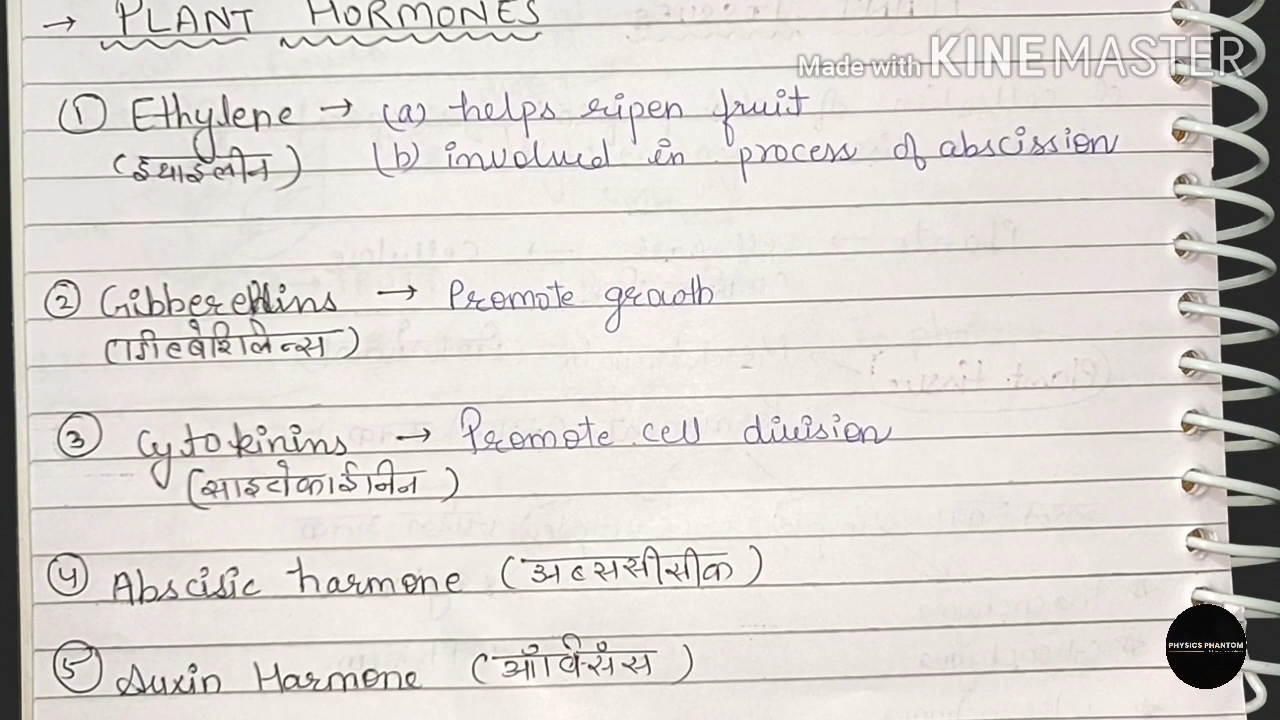 → PLANT HORMONES
Made with KINEMASTER
① Ethylene → (a) helps ripen fruit
(ईथाईलीन) (b) involved in process of abscission
② Gibberellins → Promote growth
(गीब्बेरीलिन्स)
③ Cytokinins → Promote cell division
(साइटोकाईनीन)
④ Abscisic harmone (अब्ससीसीक)
⑤ Auxin Harmone (ऑक्सिंस)
PHYSICS PHANTOM